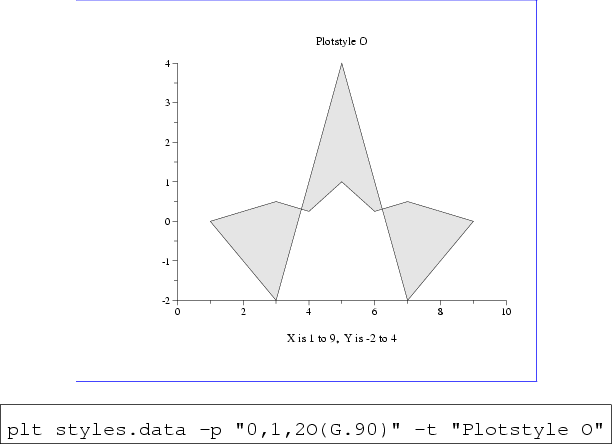 Plotstyle O
4
3
2
1
0
-1
-2
0 2 4 6 8 10
X is 1 to 9, Y is -2 to 4
plt styles.data -p "0,1,2O(G.90)" -t "Plotstyle O"